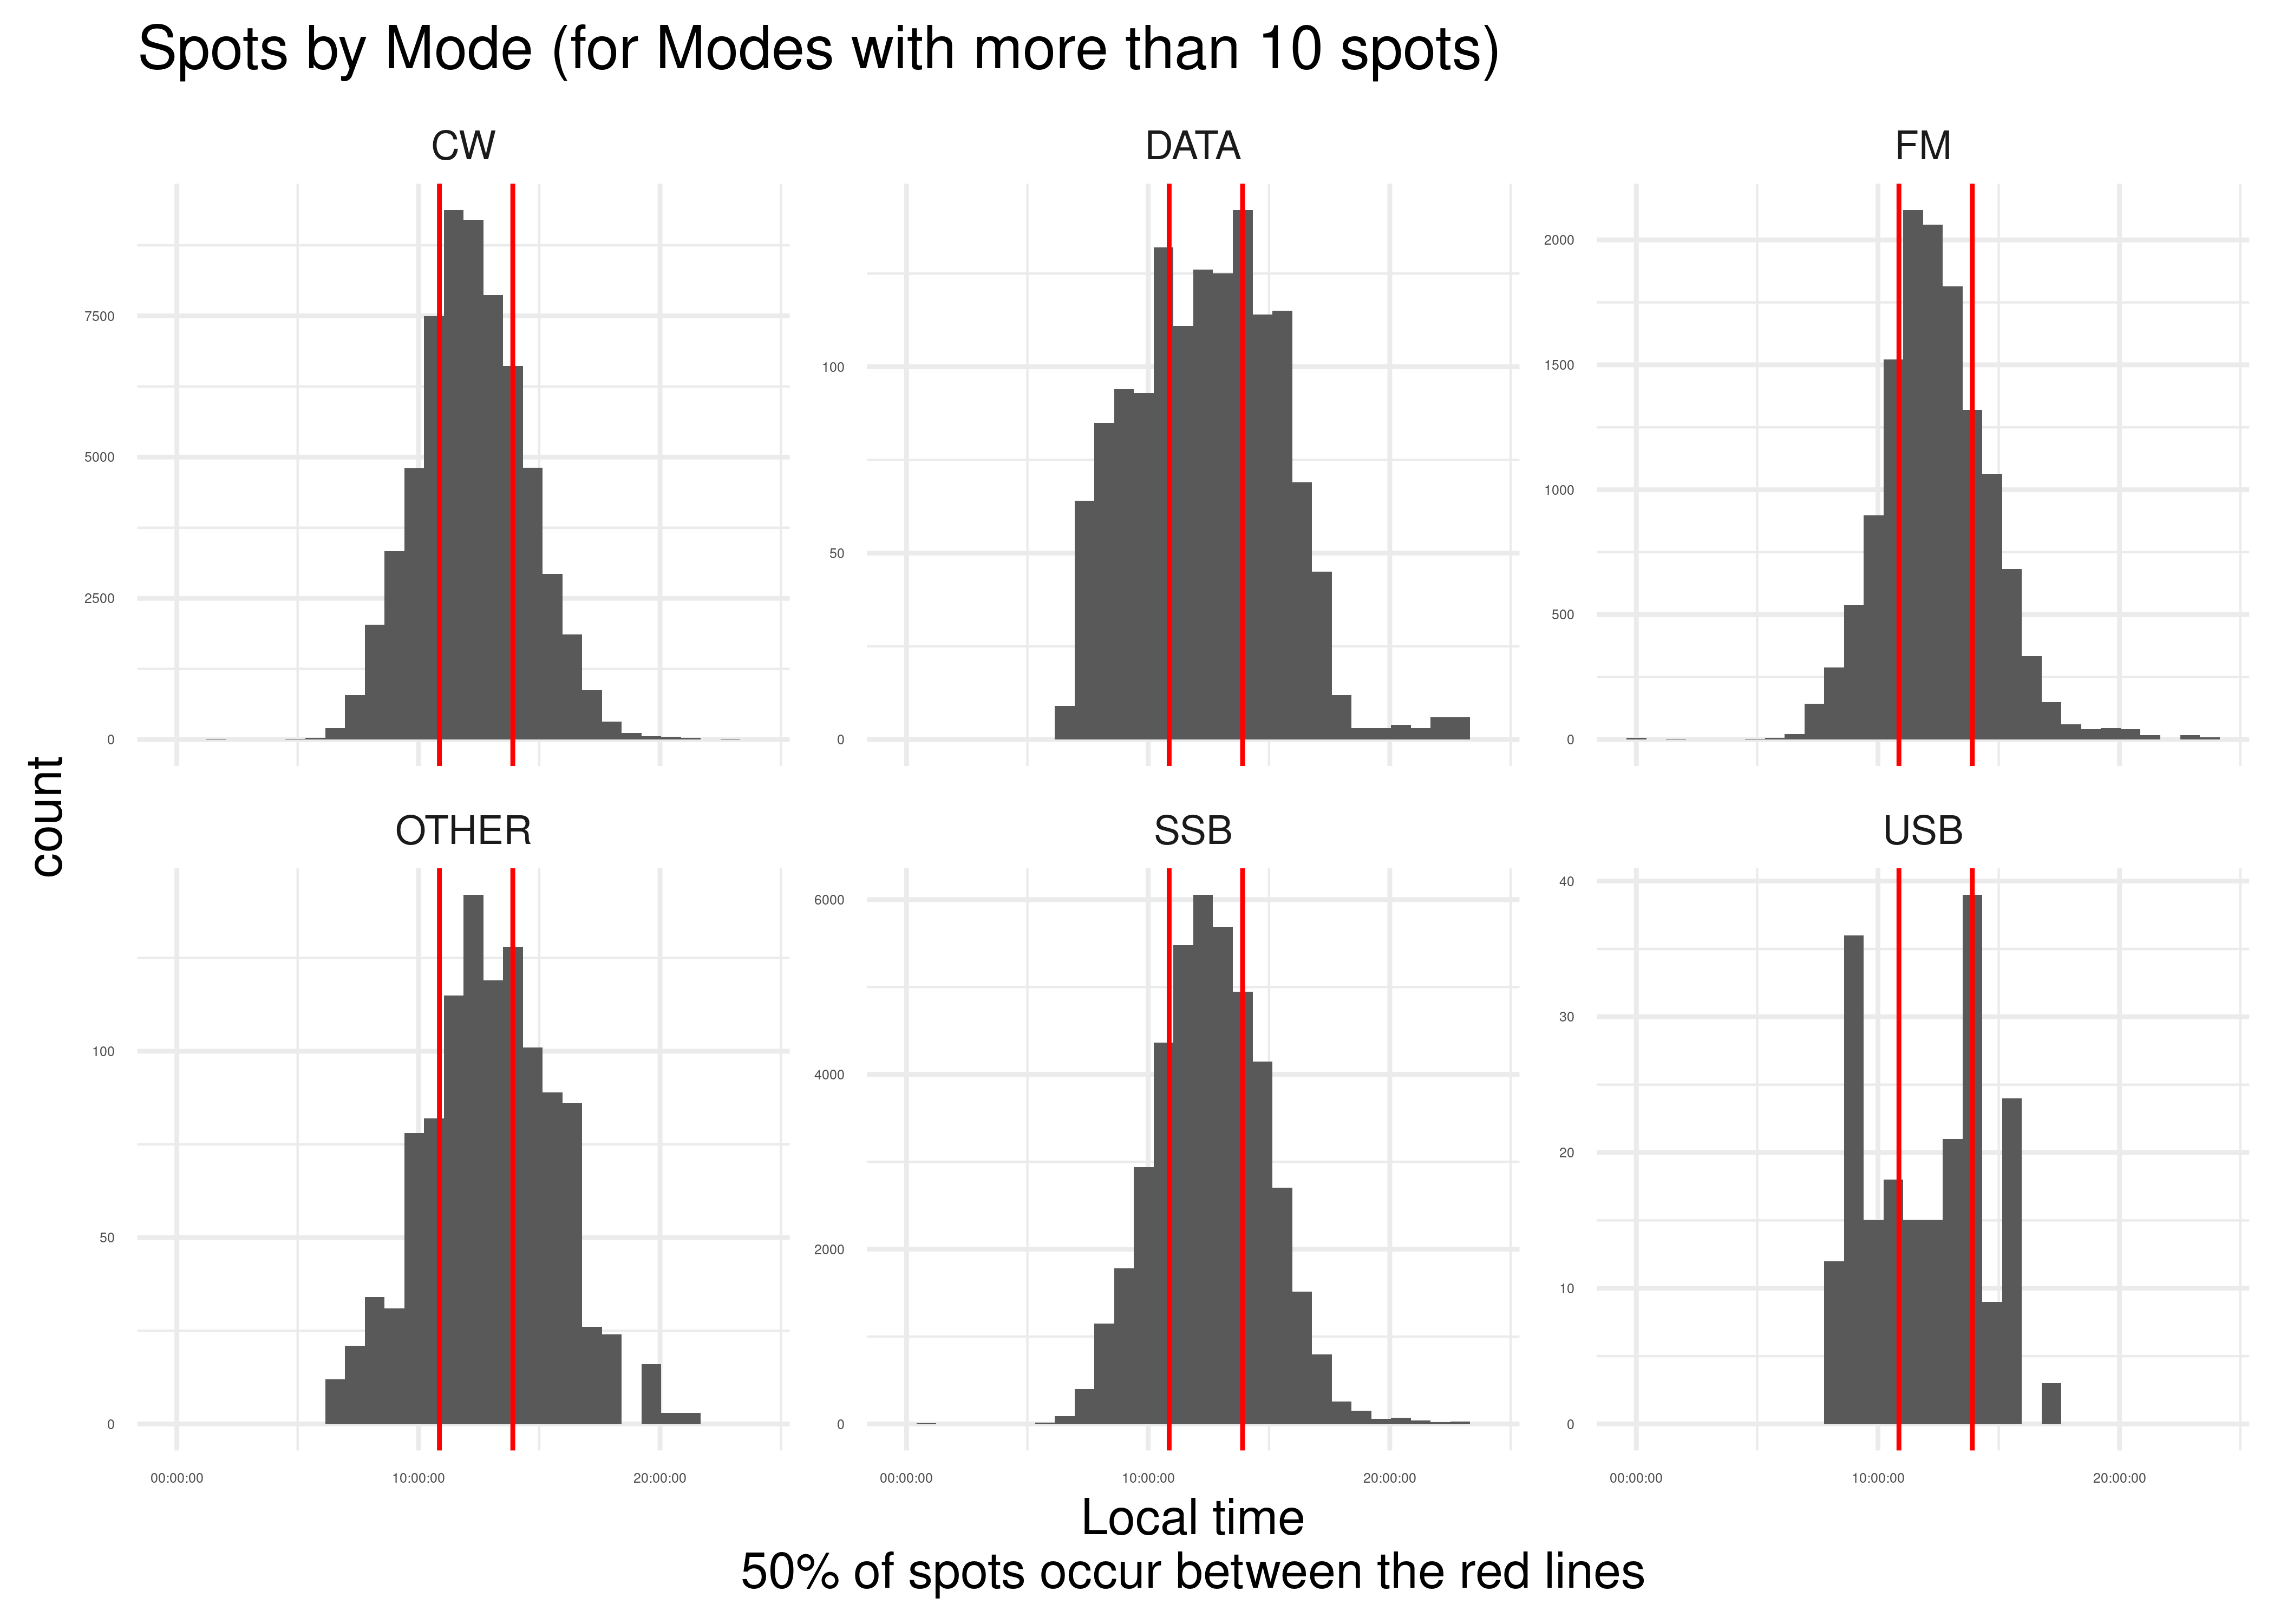 Spots by Mode (for Modes with more than 10 spots)
CW
DATA
FM
7500
5000
2500
0
100
50
0
2000
1500
1000
500
0
count
OTHER
SSB
USB
100
50
0
6000
4000
2000
0
40
30
20
10
0
00:00:00 10:00:00 20:00:00
00:00:00 10:00:00 20:00:00
00:00:00 10:00:00 20:00:00
Local time
50% of spots occur between the red lines